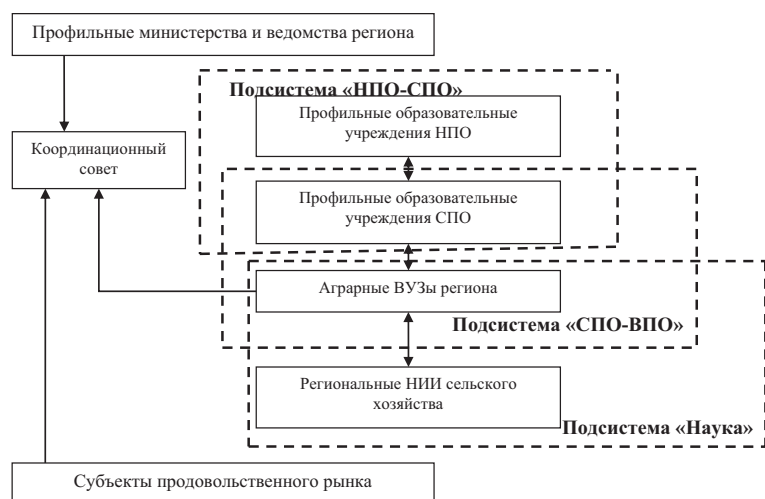 Профильные министерства и ведомства региона
Подсистема «НПО-СПО»
Профильные образовательные
учреждения НПО
Координационный
совет
Профильные образовательные
учреждения СПО
Аграрные ВУЗы региона
Подсистема «СПО-ВПО»
Региональные НИИ сельского
хозяйства
Подсистема «Наука»
Субъекты продовольственного рынка